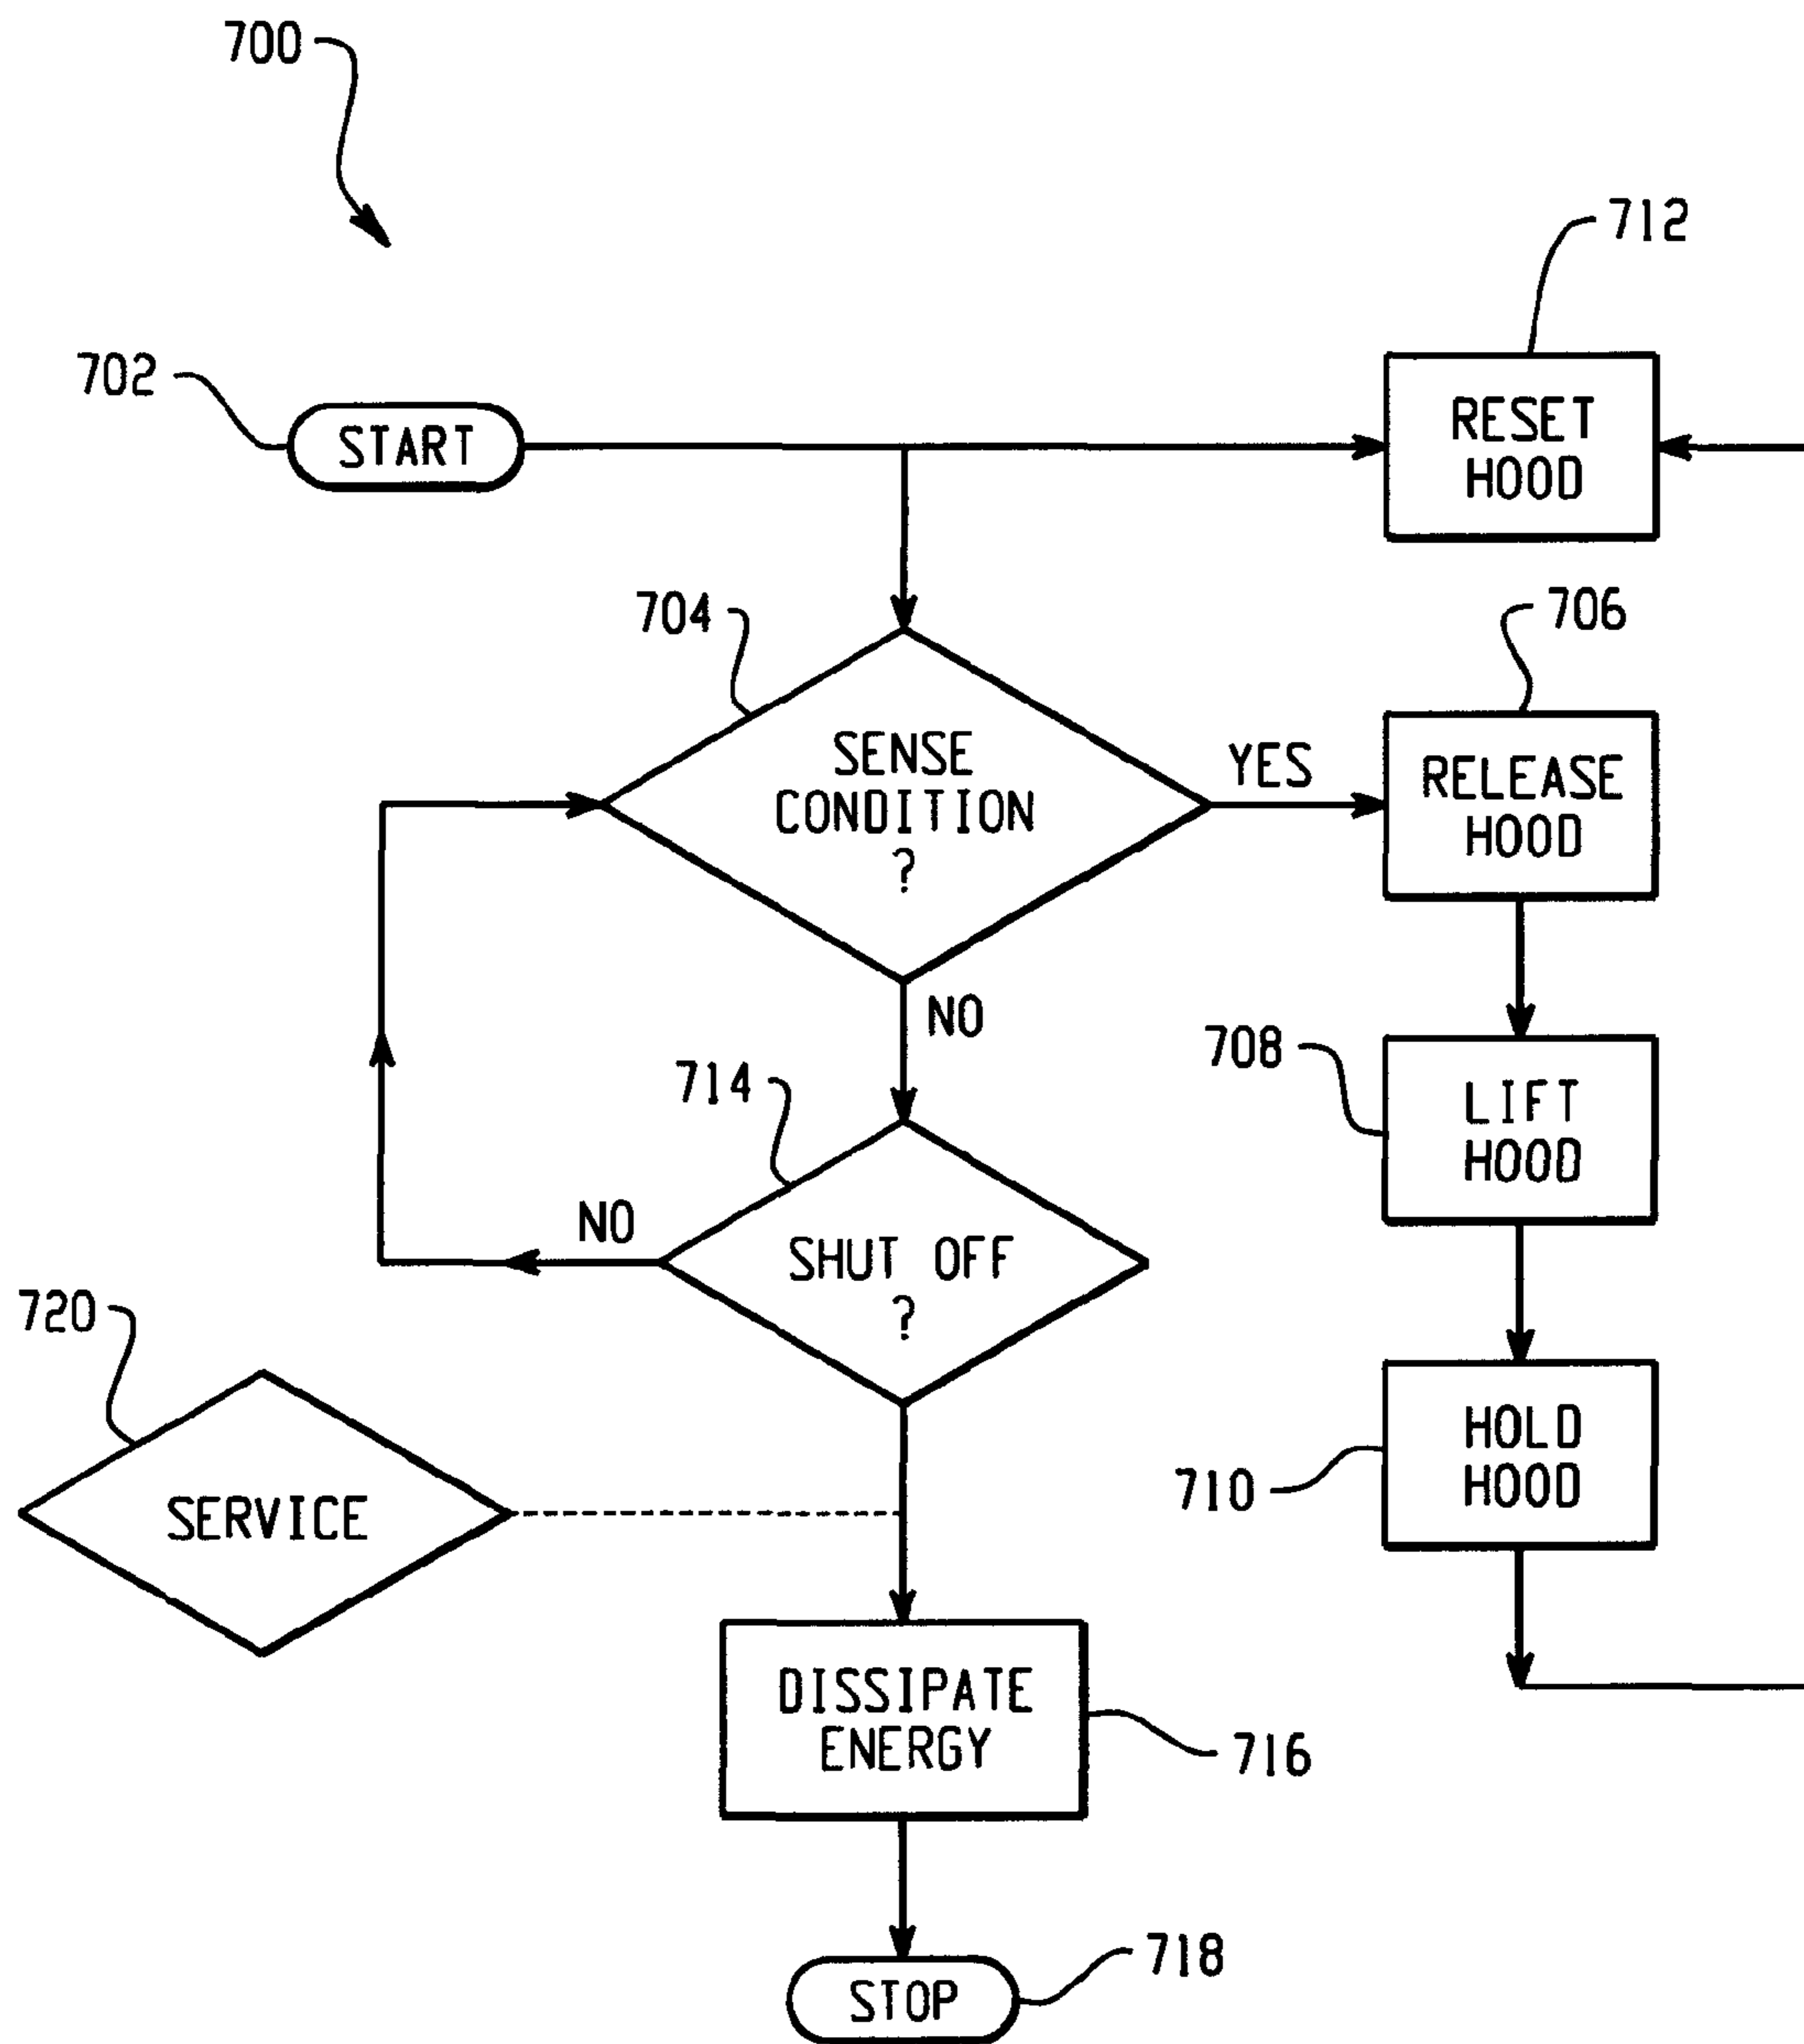 700
712
702
START
RESET
HOOD
704
706
SENSE
CONDITION
?
YES
RELEASE
HOOD
NO
708
LIFT
HOOD
714
NO
SHUT OFF
?
720
SERVICE
HOLD
HOOD
710
DISSIPATE
ENERGY
716
718
STOP